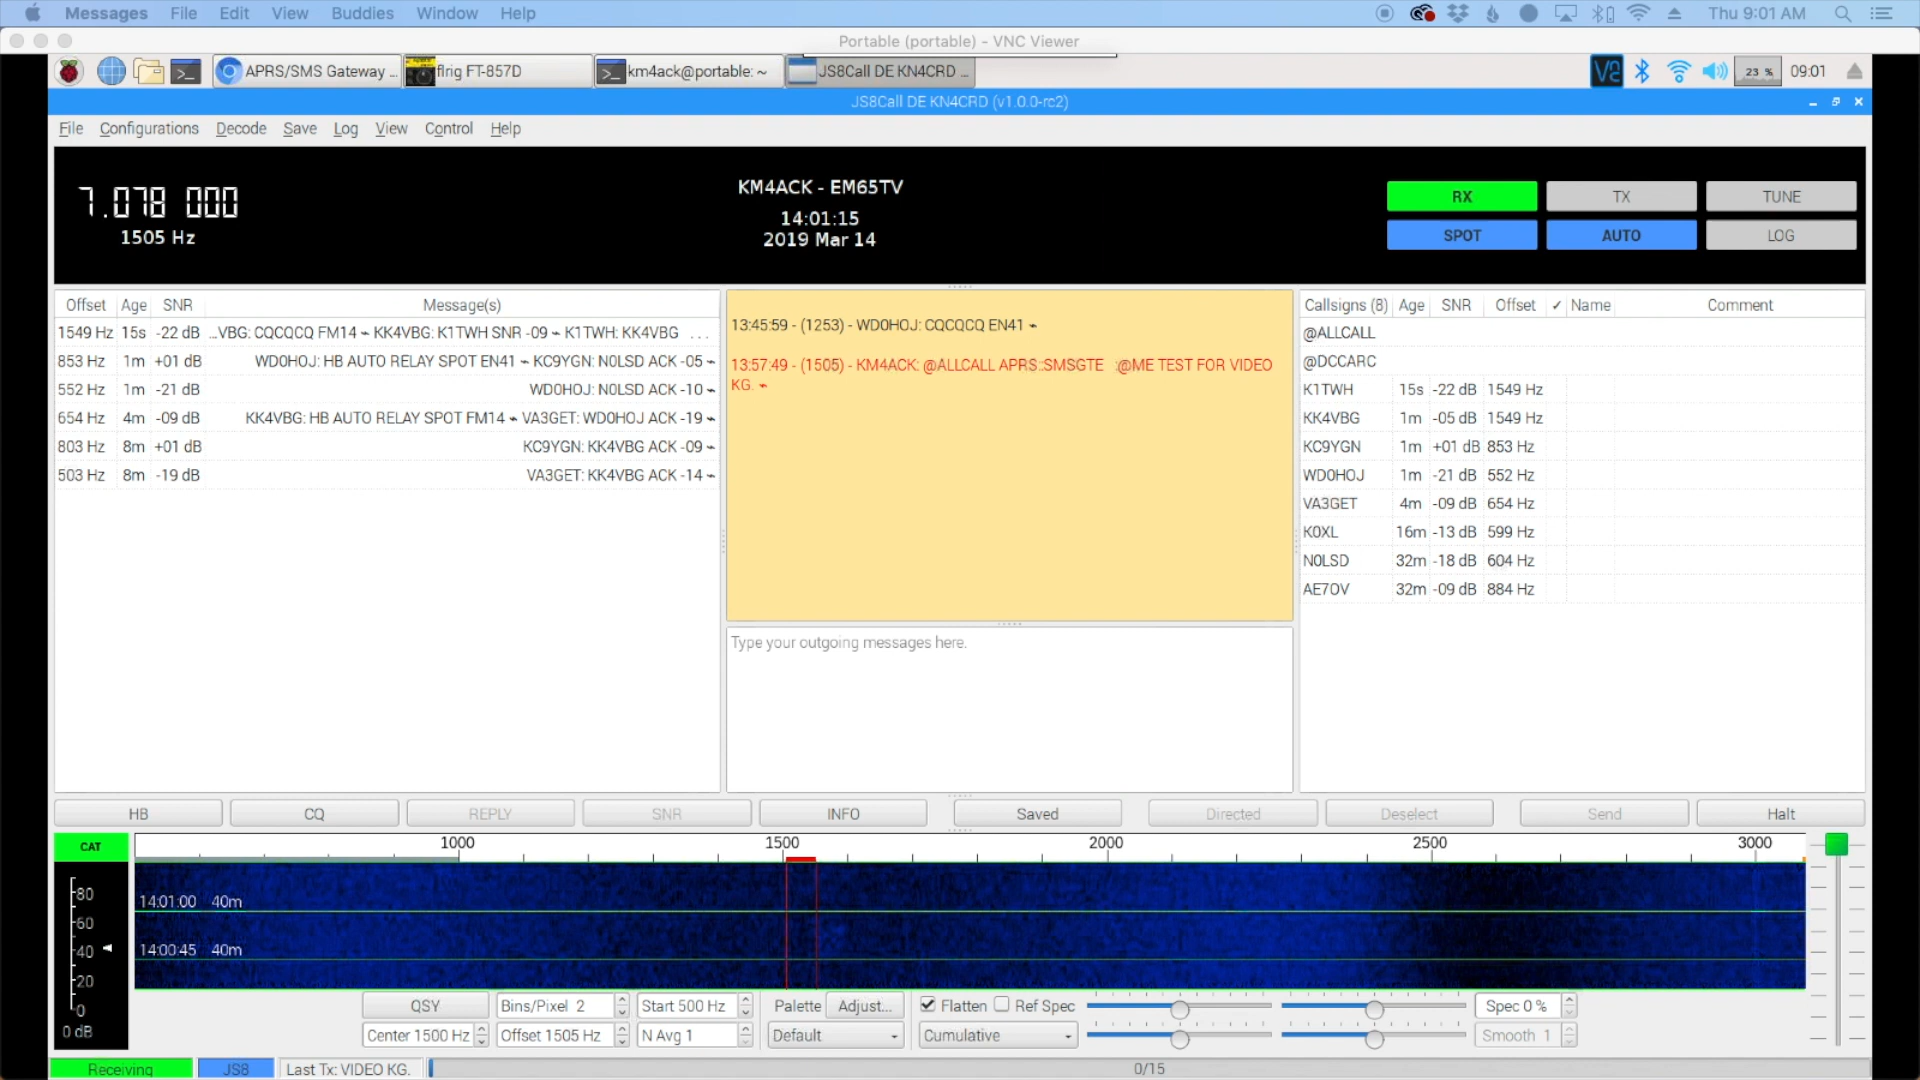 Messages File Edit View Buddies Window Help Thu 9:01 AM
Portable (portable) - VNC Viewer
APRS/SMS Gateway ... flrig FT-857D km4ack@portable: ~ JS8Call DE KN4CRD ... 23 % 09:01
JS8Call DE KN4CRD (v1.0.0-rc2)
File Configurations Decode Save Log View Control Help
7.078 000
1505 Hz
KM4ACK - EM65TV
14:01:15
2019 Mar 14
RX TX TUNE
SPOT AUTO LOG
Offset Age SNR Message(s)
1549 Hz 15s -22 dB ...VBG: CQCQCQ FM14 ⌁ KK4VBG: K1TWH SNR -09 ⌁ K1TWH: KK4VBG ...
853 Hz 1m +01 dB WD0HOJ: HB AUTO RELAY SPOT EN41 ⌁ KC9YGN: N0LSD ACK -05 ⌁
552 Hz 1m -21 dB WD0HOJ: N0LSD ACK -10 ⌁
654 Hz 4m -09 dB KK4VBG: HB AUTO RELAY SPOT FM14 ⌁ VA3GET: WD0HOJ ACK -19 ⌁
803 Hz 8m +01 dB KC9YGN: KK4VBG ACK -09 ⌁
503 Hz 8m -19 dB VA3GET: KK4VBG ACK -14 ⌁
13:45:59 - (1253) - WD0HOJ: CQCQCQ EN41 ⌁
13:57:49 - (1505) - KM4ACK: @ALLCALL APRS::SMSGTE :@ME TEST FOR VIDEO
KG. ⌁
Type your outgoing messages here.
Callsigns (8) Age SNR Offset ✓ Name Comment
@ALLCALL
@DCCARC
K1TWH 15s -22 dB 1549 Hz
KK4VBG 1m -05 dB 1549 Hz
KC9YGN 1m +01 dB 853 Hz
WD0HOJ 1m -21 dB 552 Hz
VA3GET 4m -09 dB 654 Hz
K0XL 16m -13 dB 599 Hz
N0LSD 32m -18 dB 604 Hz
AE7OV 32m -09 dB 884 Hz
HB CQ REPLY SNR INFO Saved Directed Deselect Send Halt
CAT 1000 1500 2000 2500 3000
80
60
40
20
0
0 dB
14:01:00 40m
14:00:45 40m
QSY Bins/Pixel 2 Start 500 Hz Palette Adjust... Flatten Ref Spec Spec 0 %
Center 1500 Hz Offset 1505 Hz N Avg 1 Default Cumulative Smooth 1
Receiving JS8 Last Tx: VIDEO KG. 0/15